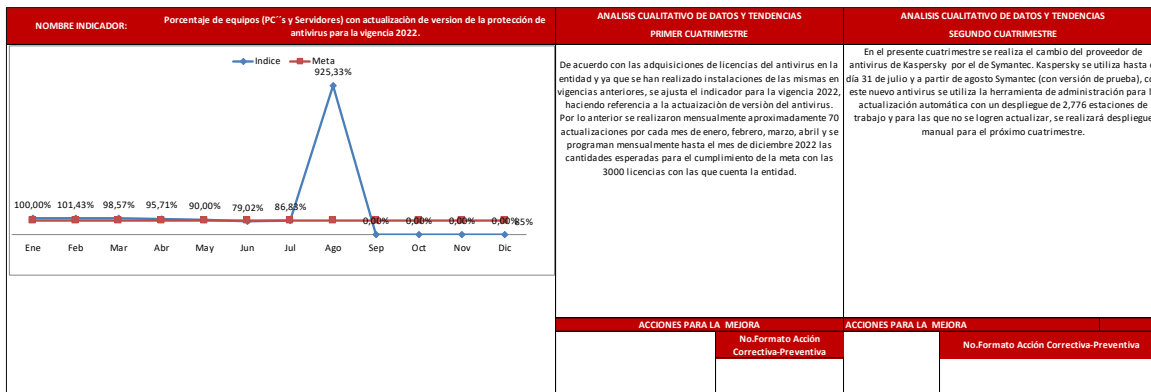 NOMBRE INDICADOR:
Porcentaje de equipos (PC´´s y Servidores) con actualizaciòn de version de la protección de
antivirus para la vigencia 2022.
ANALISIS CUALITATIVO DE DATOS Y TENDENCIAS
PRIMER CUATRIMESTRE
ANALISIS CUALITATIVO DE DATOS Y TENDENCIAS
SEGUNDO CUATRIMESTRE
Indice
Meta
925,33%
100,00%
101,43%
98,57%
95,71%
90,00%
79,02%
86,83%
0,00%
0,00%
0,00%
0,00%
85%
Ene
Feb
Mar
Abr
May
Jun
Jul
Ago
Sep
Oct
Nov
Dic
De acuerdo con las adquisiciones de licencias del antivirus en la
entidad y ya que se han realizado instalaciones de las mismas en
vigencias anteriores, se ajusta el indicador para la vigencia 2022,
haciendo referencia a la actuaizaciòn de versiòn del antivirus.
Por lo anterior se realizaron mensualmente aproximadamente 70
actualizaciones por cada mes de enero, febrero, marzo, abril y se
programan mensualmente hasta el mes de diciembre 2022 las
cantidades esperadas para el cumplimiento de la meta con las
3000 licencias con las que cuenta la entidad.
En el presente cuatrimestre se realiza el cambio del proveedor de
antivirus de Kaspersky por el de Symantec. Kaspersky se utiliza hasta
día 31 de julio y a partir de agosto Symantec (con versión de prueba),
este nuevo antivirus se utiliza la herramienta de administración para
actualización automática con un despliegue de 2,776 estaciones de
trabajo y para las que no se logren actualizar, se realizará despliegue
manual para el próximo cuatrimestre.
ACCIONES PARA LA MEJORA
ACCIONES PARA LA MEJORA
No.Formato Acción
Correctiva-Preventiva
No.Formato Acción Correctiva-Preventiva